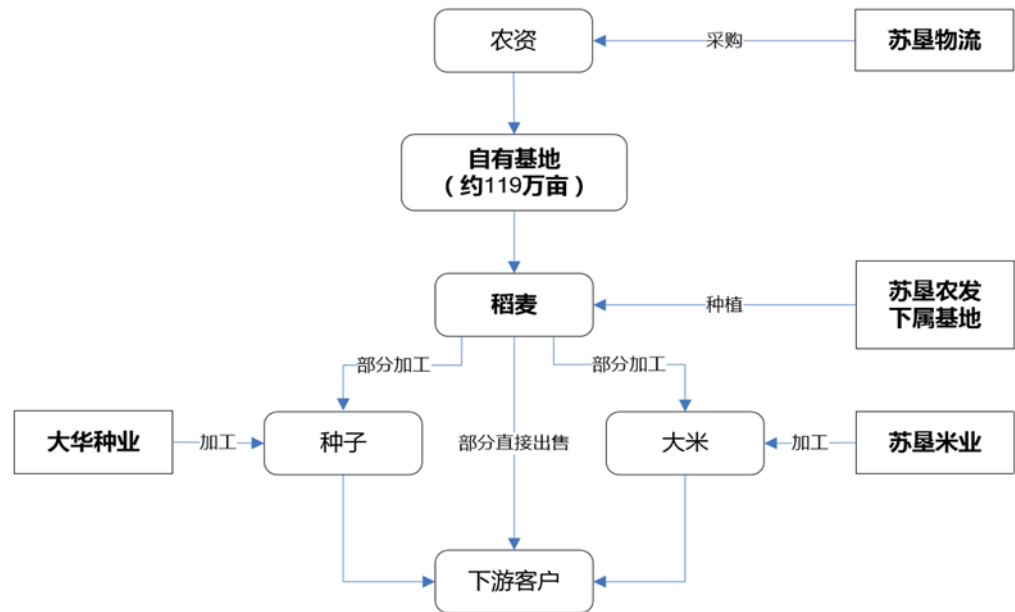 农资
采购
苏垦物流
自有基地
（约119万亩）
稻麦
种植
苏垦农发
下属基地
部分加工
部分加工
大华种业
加工
种子
部分直接出售
大米
加工
苏垦米业
下游客户